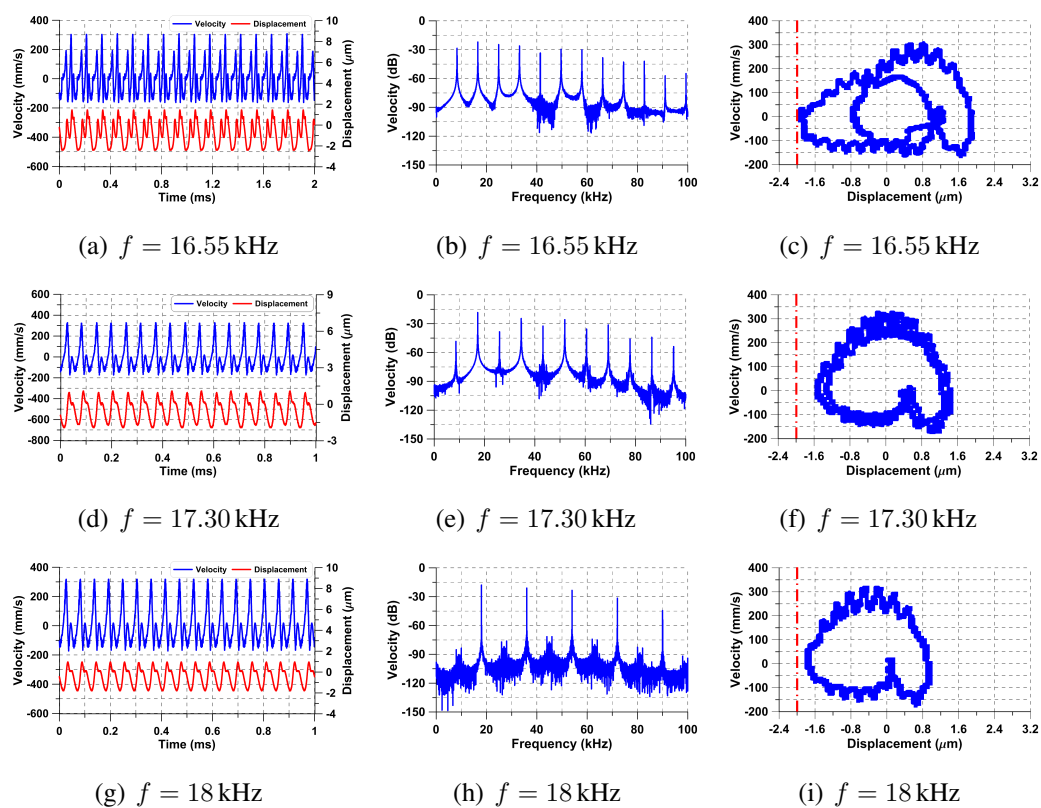 400
300
200
100
0
-100
-200
-300
-400
-500
-600
Velocity (mm/s)
Velocity
Displacement
10
8
6
4
2
0
-2
-4
Displacement (μm)
0 0.4 0.8 1.2 1.6 2
Time (ms)
(a) f = 16.55 kHz
0
-30
-60
-90
-120
-150
Velocity (dB)
0 20 40 60 80 100
Frequency (kHz)
(b) f = 16.55 kHz
400
300
200
100
0
-100
-200
Velocity (mm/s)
-2.4 -1.6 -0.8 0 0.8 1.6 2.4 3.2
Displacement (μm)
(c) f = 16.55 kHz
600
400
200
0
-200
-400
-600
-800
Velocity (mm/s)
Velocity
Displacement
9
6
3
0
-3
Displacement (μm)
0 0.2 0.4 0.6 0.8 1
Time (ms)
(d) f = 17.30 kHz
0
-30
-60
-90
-120
-150
Velocity (dB)
0 20 40 60 80 100
Frequency (kHz)
(e) f = 17.30 kHz
400
300
200
100
0
-100
-200
Velocity (mm/s)
-2.4 -1.6 -0.8 0 0.8 1.6 2.4 3.2
Displacement (μm)
(f) f = 17.30 kHz
400
200
0
-200
-400
-600
Velocity (mm/s)
Velocity
Displacement
10
8
6
4
2
0
-2
-4
Displacement (μm)
0 0.2 0.4 0.6 0.8 1
Time (ms)
(g) f = 18 kHz
0
-30
-60
-90
-120
-150
Velocity (dB)
0 20 40 60 80 100
Frequency (kHz)
(h) f = 18 kHz
400
300
200
100
0
-100
-200
Velocity (mm/s)
-2.4 -1.6 -0.8 0 0.8 1.6 2.4 3.2
Displacement (μm)
(i) f = 18 kHz